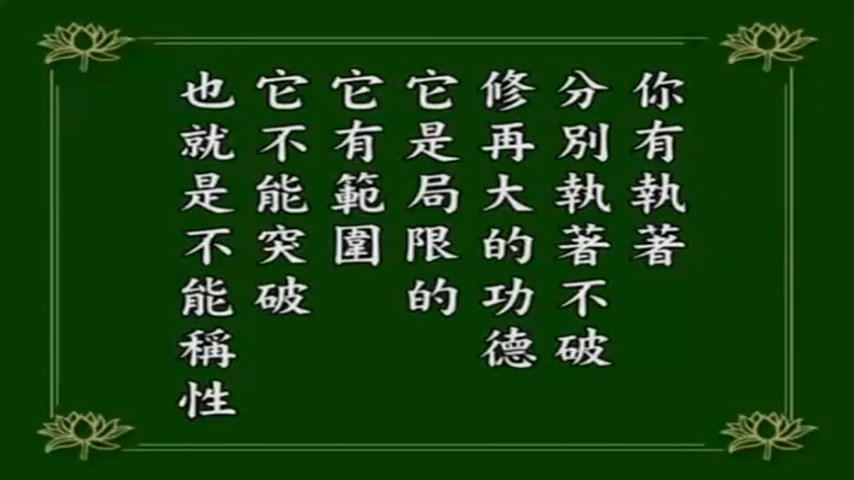 你有執著
分別執著不破
修再大的功德
它是局限的
它有範圍
它不能突破
也就是不能稱性